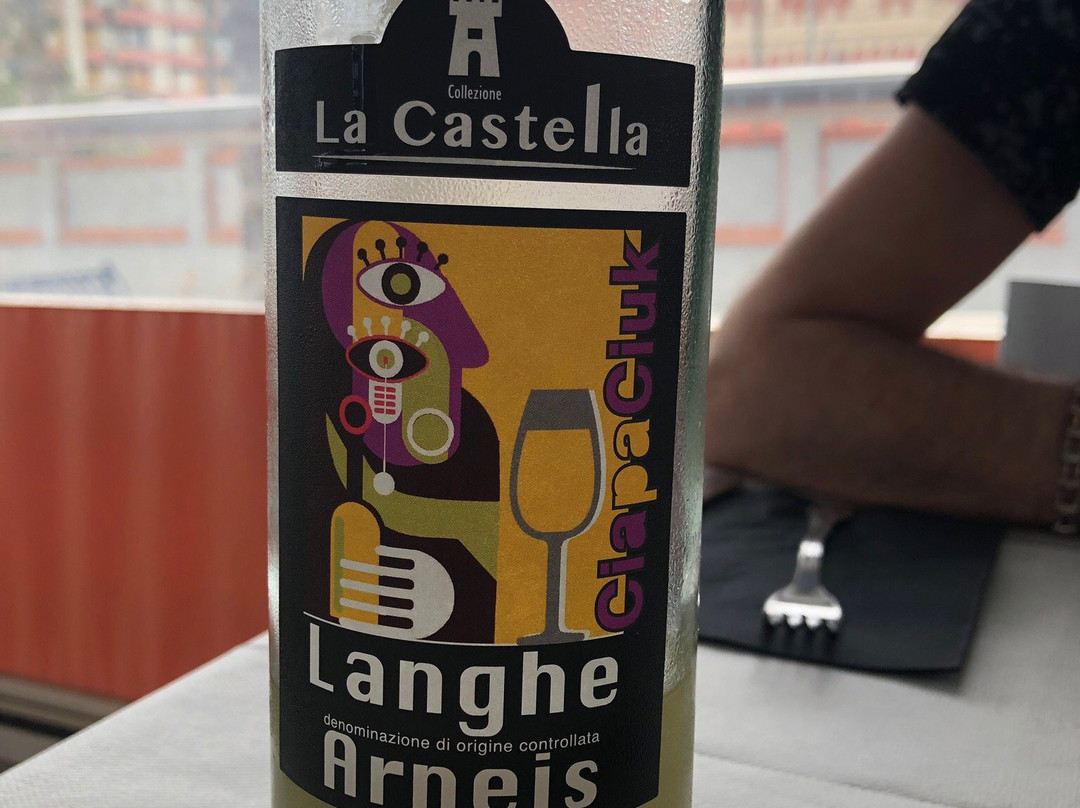 Collezione
La Castella
CiapaCiuk
Langhe
denominazione di origine controllata
Arneis